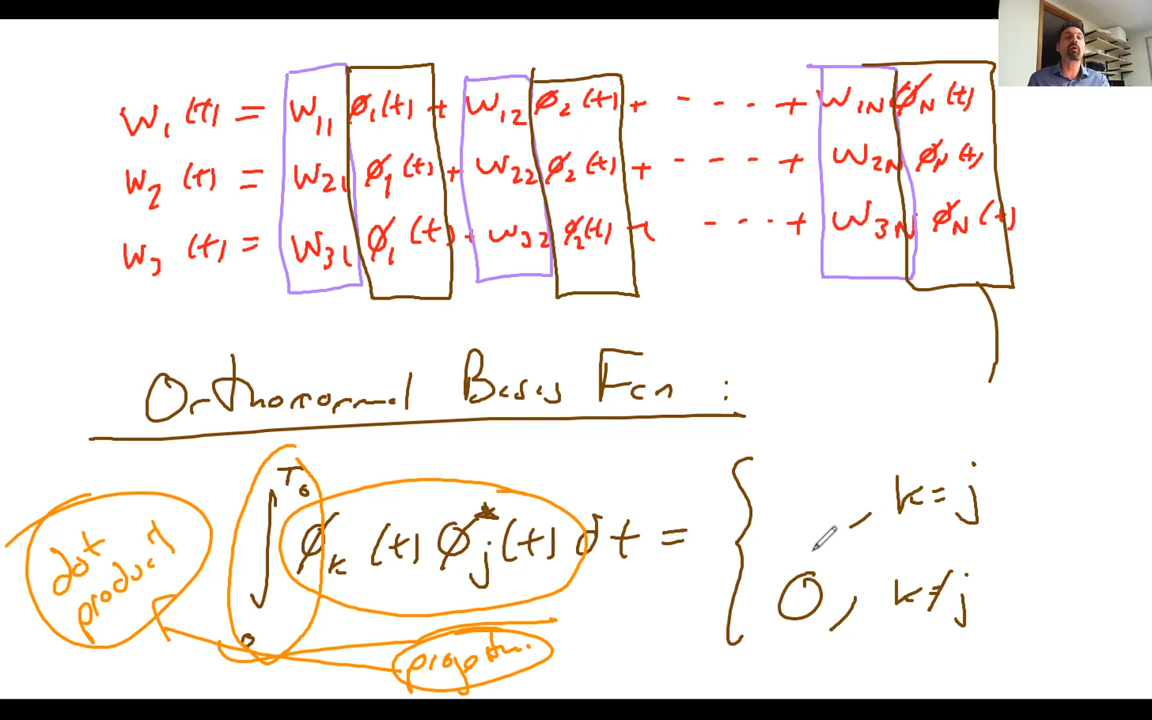 w₁(t) = w₁₁ φ₁(t) + w₁₂ φ₂(t) + - - - - + w₁N φN(t)
w₂(t) = w₂₁ φ₁(t) + w₂₂ φ₂(t) + - - - - + w₂N φN(t)
w₃(t) = w₃₁ φ₁(t) + w₃₂ φ₂(t) + - - - - + w₃N φN(t)
Orthonormal Basis Fcn :
∫₀^T₀ φk(t) φj*(t) dt = {
, k = j
0, k ≠ j
dot
product